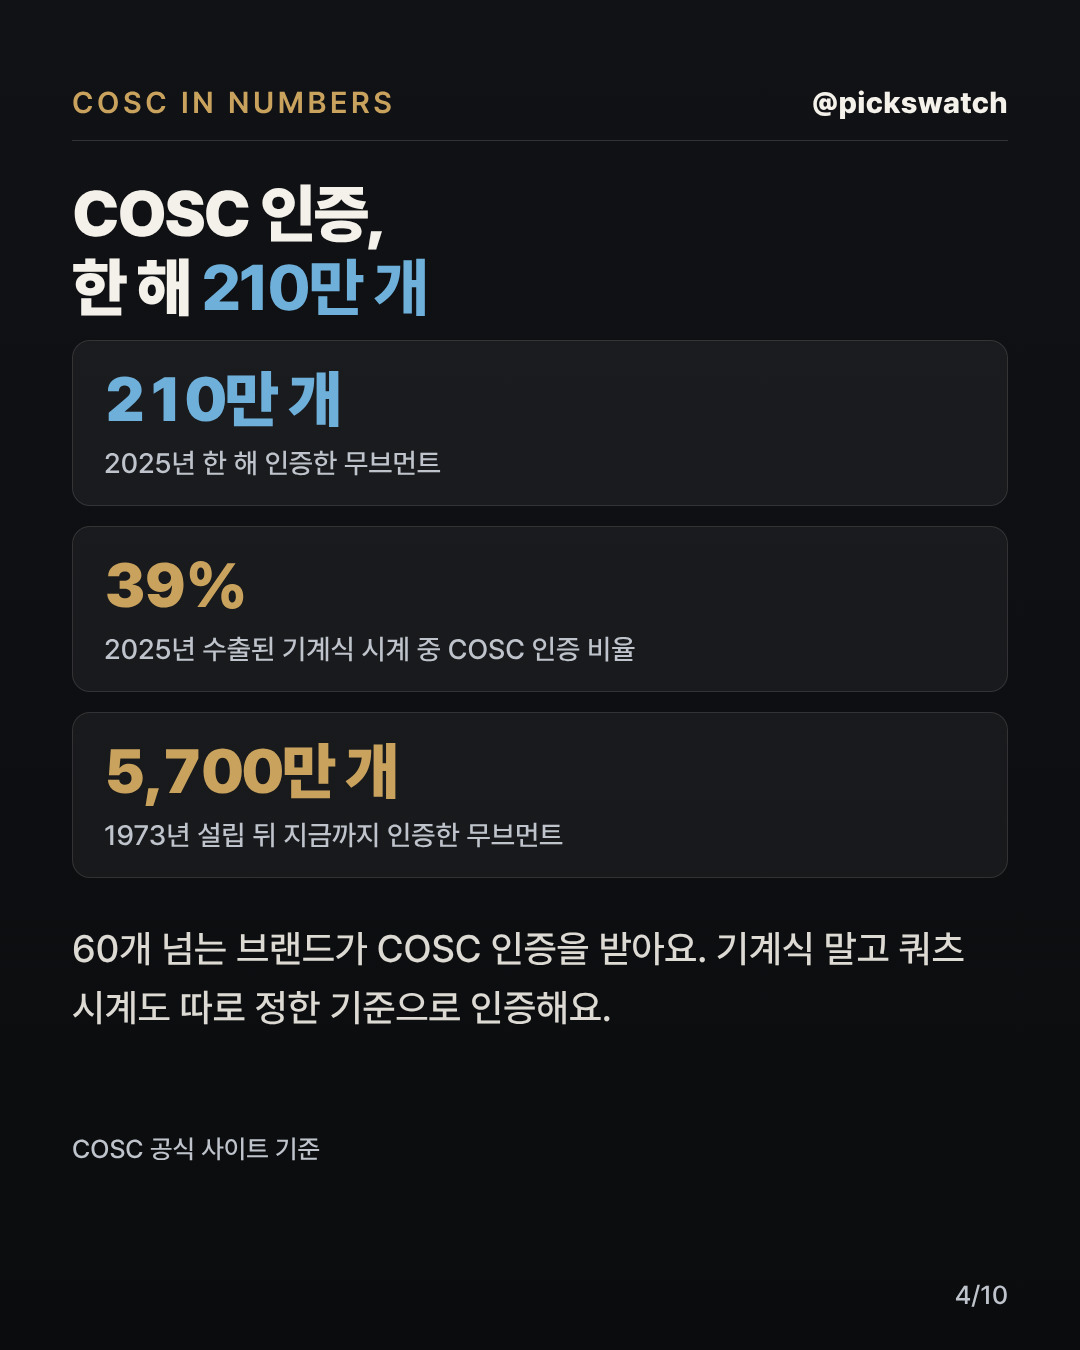 COSC IN NUMBERS
@pickswatch
COSC 인증,
한 해 210만 개
210만 개
2025년 한 해 인증한 무브먼트
39%
2025년 수출된 기계식 시계 중 COSC 인증 비율
5,700만 개
1973년 설립 뒤 지금까지 인증한 무브먼트
60개 넘는 브랜드가 COSC 인증을 받아요. 기계식 말고 쿼츠
시계도 따로 정한 기준으로 인증해요.
COSC 공식 사이트 기준
4/10